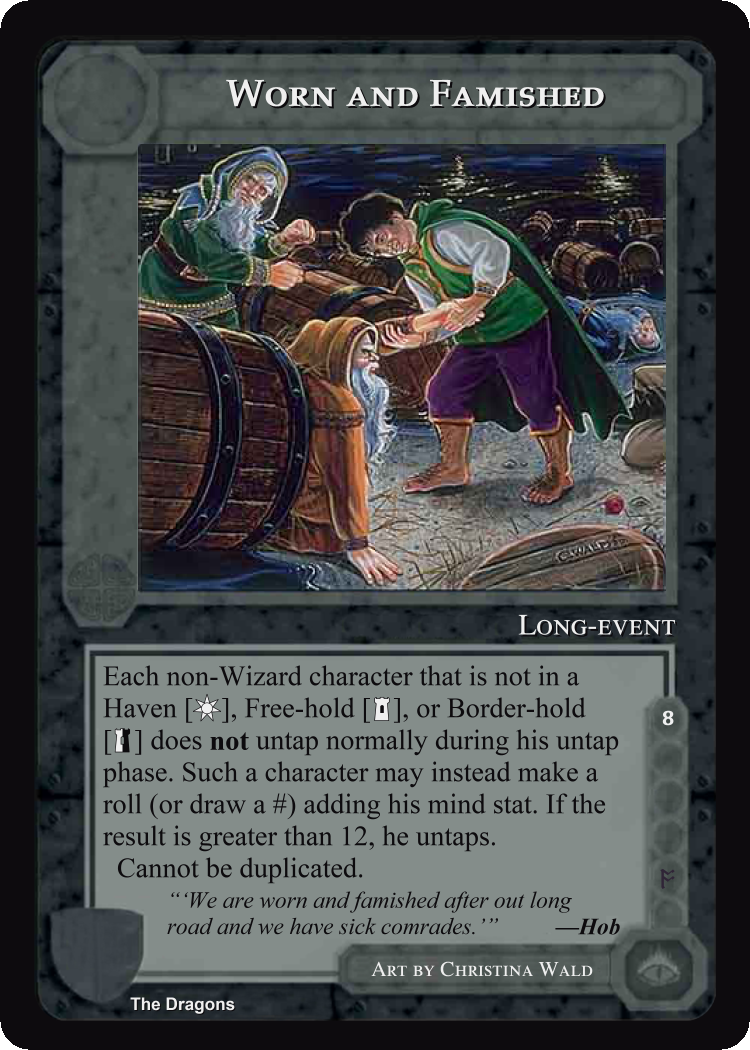 Worn and Famished
C.WALD
Long-event
Each non-Wizard character that is not in a
Haven [], Free-hold [], or Border-hold
[] does not untap normally during his untap
phase. Such a character may instead make a
roll (or draw a #) adding his mind stat. If the
result is greater than 12, he untaps.
Cannot be duplicated.
8
“‘We are worn and famished after out long
road and we have sick comrades.’” —Hob
Art by Christina Wald
The Dragons